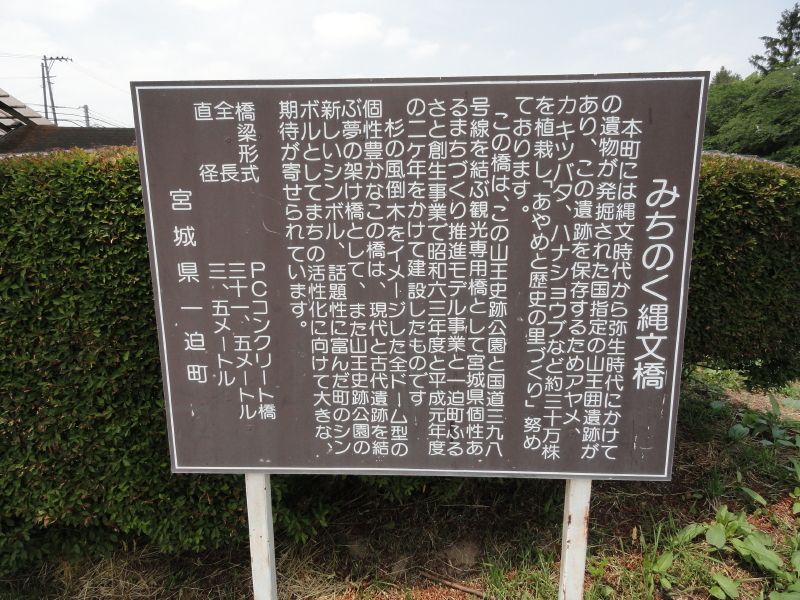 みちのく縄文橋
本町には縄文時代から弥生時代にかけて
の遺物が発掘された国指定の山王囲遺跡が
あり、この遺跡を保存するためアヤメ、
カキツバタ、ハナショウブなど約三十万株
を植栽し「あやめと歴史の里づくり」努め
ております。
この橋は、この山王史跡公園と国道三九八
号線を結ぶ観光専用橋として宮城県個性あ
るまちづくり推進モデル事業と一迫町ふる
さと創生事業で昭和六三年度と平成元年度
の二ヶ年をかけて建設したものです
杉の風倒木をイメージした全ドーム型の
個性豊かなこの橋は、現代と古代遺跡を結
ぶ夢の架け橋として、また山王史跡公園の
新しいシンボル、話題性に富んだ町のシン
ボルとしてまちの活性化に向けて大きな
期待が寄せられています。
橋梁形式 PCコンクリート橋
全長 三十一、五メートル
直径 三、五メートル
宮城県一迫町